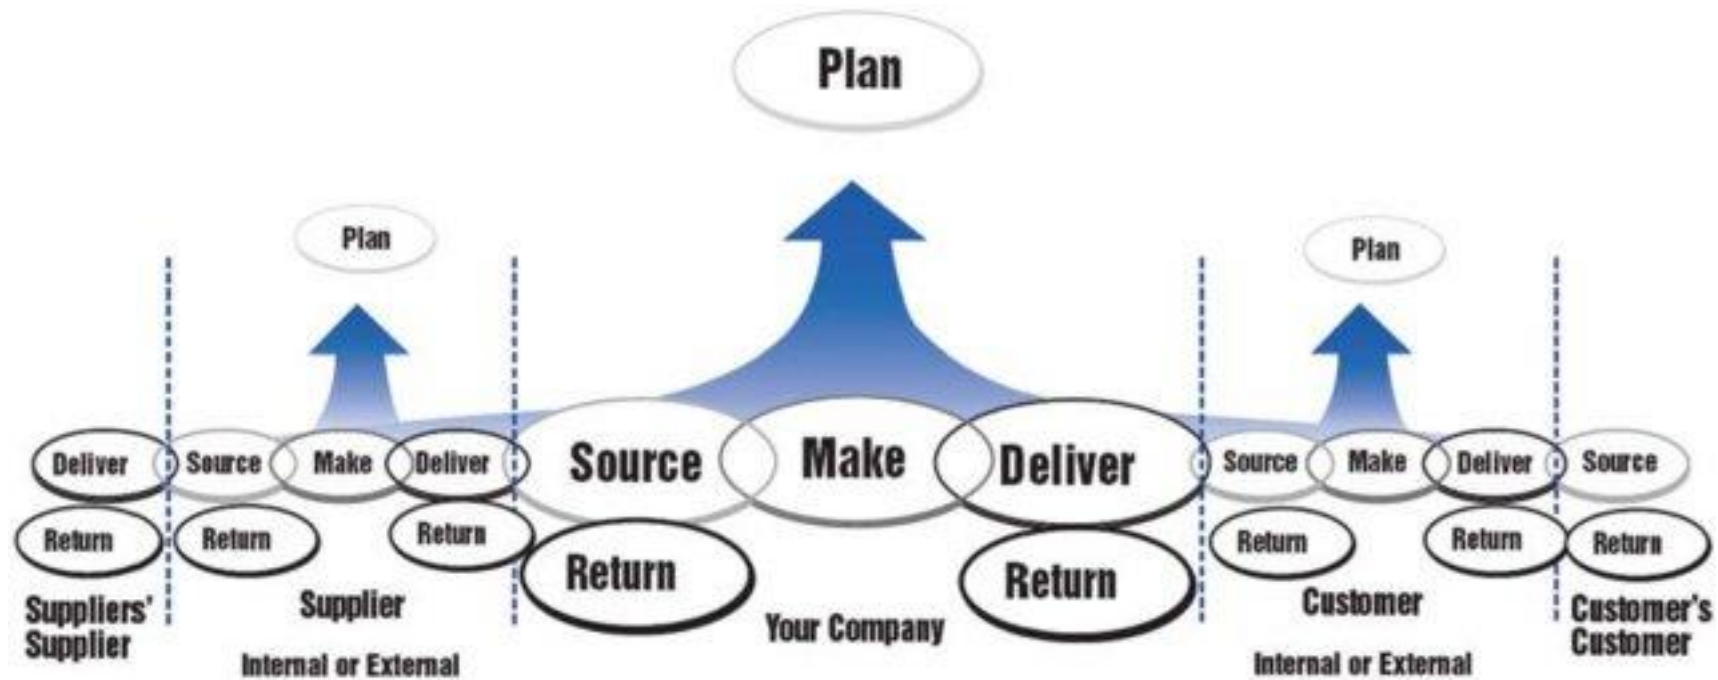 Plan
Plan
Plan
Deliver Source Make Deliver Source Make Deliver Source Make Deliver Source
Return Return Return Return Return Return Return Return
Suppliers'
Supplier
Supplier
Internal or External
Your Company
Customer
Internal or External
Customer's
Customer